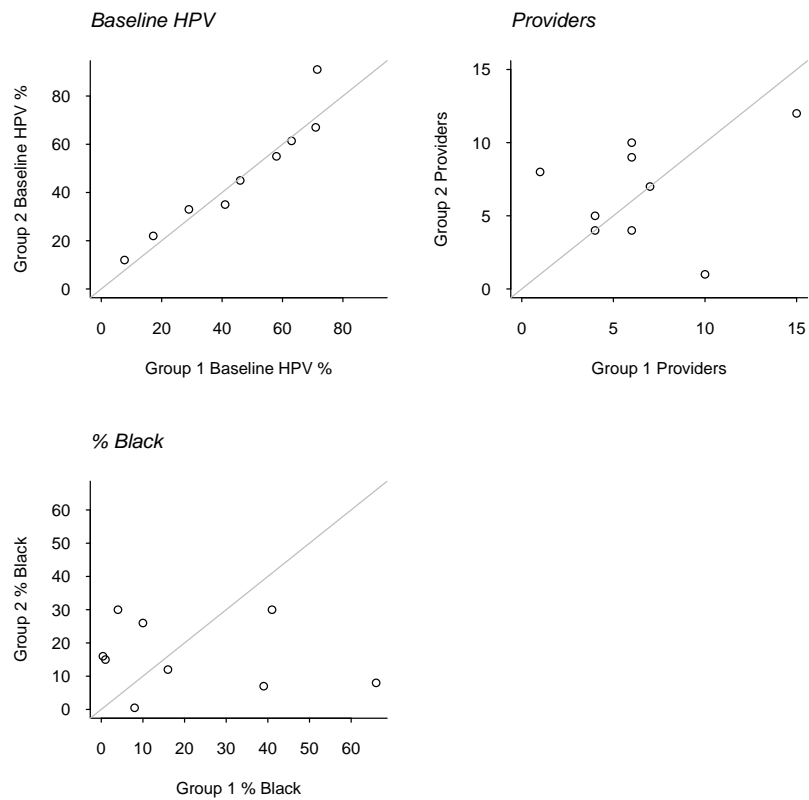 Baseline HPV
80
60
40
20
0
Group 2 Baseline HPV %
0 20 40 60 80
Group 1 Baseline HPV %
Providers
15
10
5
0
Group 2 Providers
0 5 10 15
Group 1 Providers
% Black
60
50
40
30
20
10
0
Group 2 % Black
0 10 20 30 40 50 60
Group 1 % Black